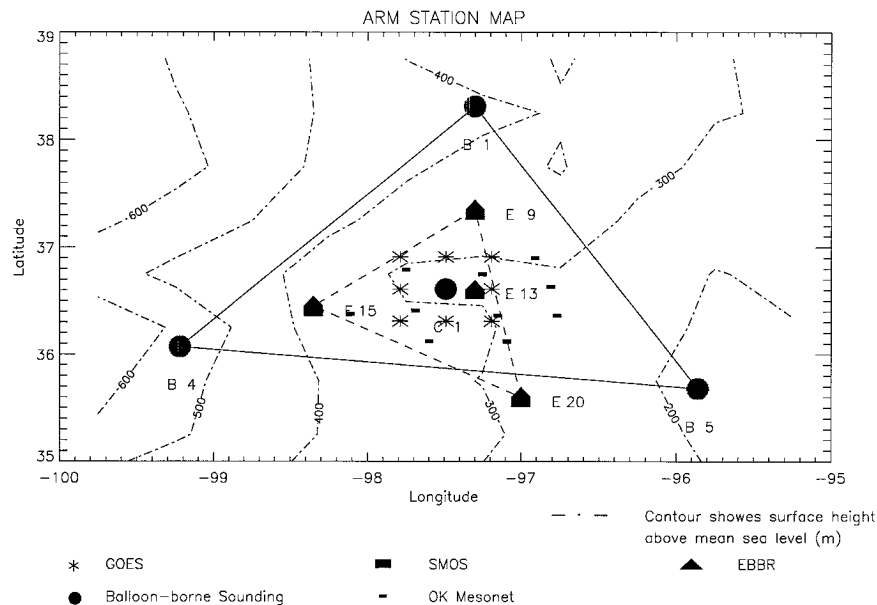 ARM STATION MAP
39
38
37
36
35
Latitude
-100
-99
-98
-97
-96
-95
Longitude
400
B 1
300
600
E 9
E 13
E 15
C 1
B 4
600
500
400
300
E 20
200
B 5
Contour showes surface height
above mean sea level (m)
GOES
SMOS
EBBR
Balloon-borne Sounding
OK Mesonet